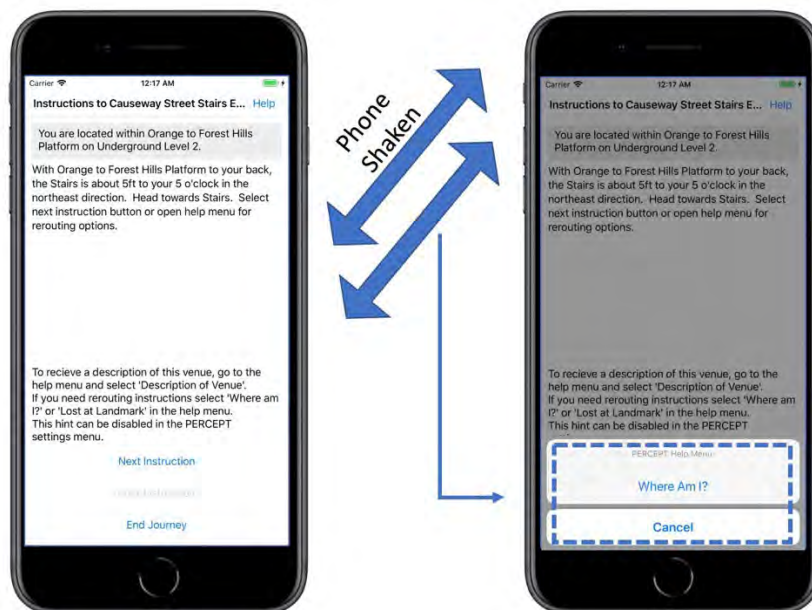 Carrier 12:17 AM
Instructions to Causeway Street Stairs E... Help
You are located within Orange to Forest Hills
Platform on Underground Level 2.
With Orange to Forest Hills Platform to your back,
the Stairs is about 5ft to your 5 o'clock in the
northeast direction. Head towards Stairs. Select
next instruction button or open help menu for
rerouting options.
To recieve a description of this venue, go to the
help menu and select 'Description of Venue'.
If you need rerouting instructions select 'Where am
I?' or 'Lost at Landmark' in the help menu.
This hint can be disabled in the PERCEPT
settings menu.
Next Instruction
End Journey
Phone
Shaken
Carrier 12:17 AM
Instructions to Causeway Street Stairs E... Help
You are located within Orange to Forest Hills
Platform on Underground Level 2.
With Orange to Forest Hills Platform to your back,
the Stairs is about 5ft to your 5 o'clock in the
northeast direction. Head towards Stairs. Select
next instruction button or open help menu for
rerouting options.
To recieve a description of this venue, go to the
help menu and select 'Description of Venue'.
If you need rerouting instructions select 'Where am
I?' or 'Lost at Landmark' in the help menu.
This hint can be disabled in the PERCEPT
PERCEPT Help Menu
Where Am I?
Cancel